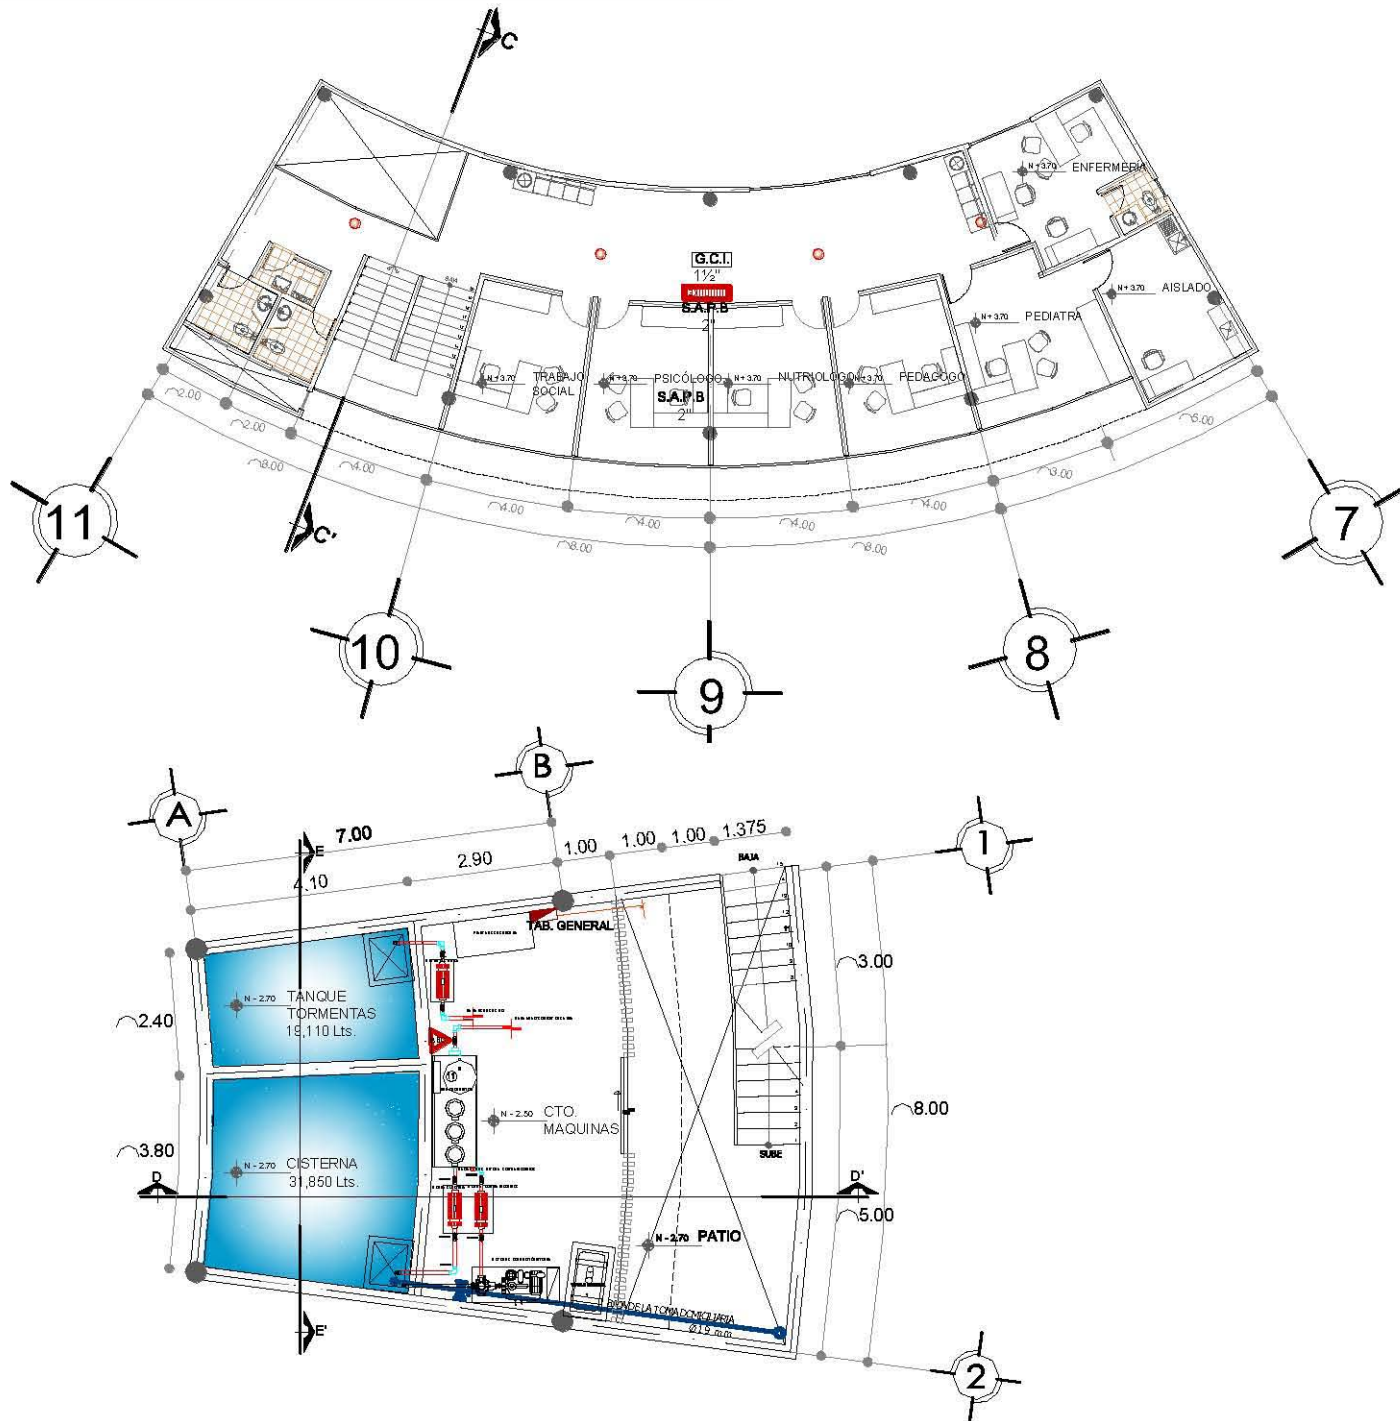 C
N + 3.70 ENFERMERÍA
G.C.I.
1½"
S.A.P.B
2"
N + 3.70 AISLADO
N + 3.70 PEDIATRA
N + 3.70 TRABAJO
SOCIAL
PSICÓLOGO
N + 3.70 NUTRIOLOGO
N + 3.70 PEDAGOGO
S.A.P.B
2"
2.00
2.00
8.00
4.00
4.00
4.00
4.00
4.00
3.00
5.00
8.00
8.00
C'
11
10
9
8
7
A
B
7.00
4.10
2.90
1.00
1.00
1.00
1.375
1
E
BAJA
TAB. GENERAL
3.00
N - 2.70 TANQUE
TORMENTAS
19,110 Lts.
2.40
N - 2.50 CTO.
MAQUINAS
8.00
3.80
N - 2.70 CISTERNA
31,850 Lts.
SUBE
D
D'
5.00
N - 2.70 PATIO
Ø19 mm
E'
2